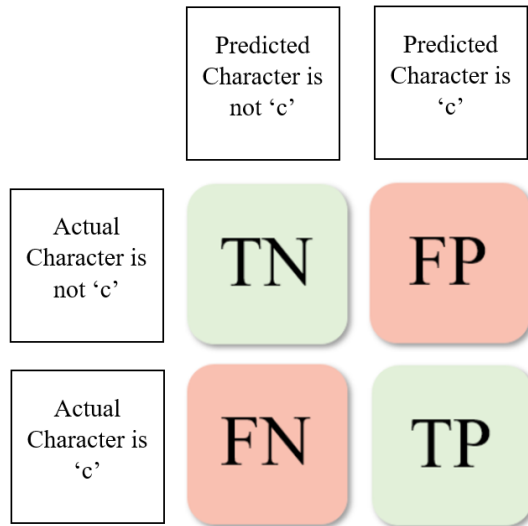 Predicted
Character is
not ‘c’
Predicted
Character is
‘c’
Actual
Character is
not ‘c’
TN
FP
Actual
Character is
‘c’
FN
TP